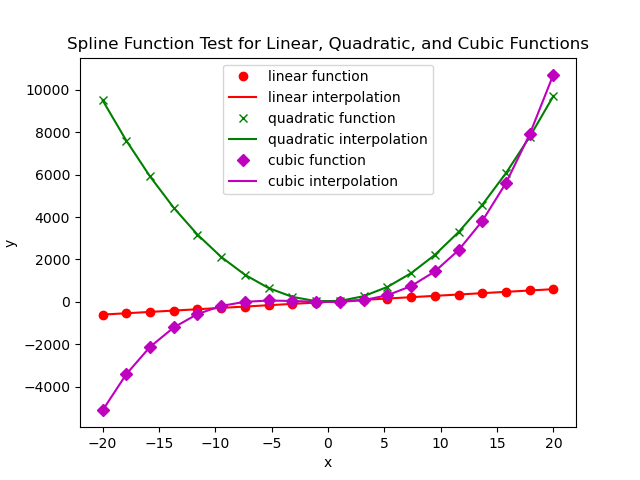 Spline Function Test for Linear, Quadratic, and Cubic Functions
linear function
linear interpolation
quadratic function
quadratic interpolation
cubic function
cubic interpolation
10000
8000
6000
4000
2000
0
−2000
−4000
y
−20 −15 −10 −5 0 5 10 15 20
x